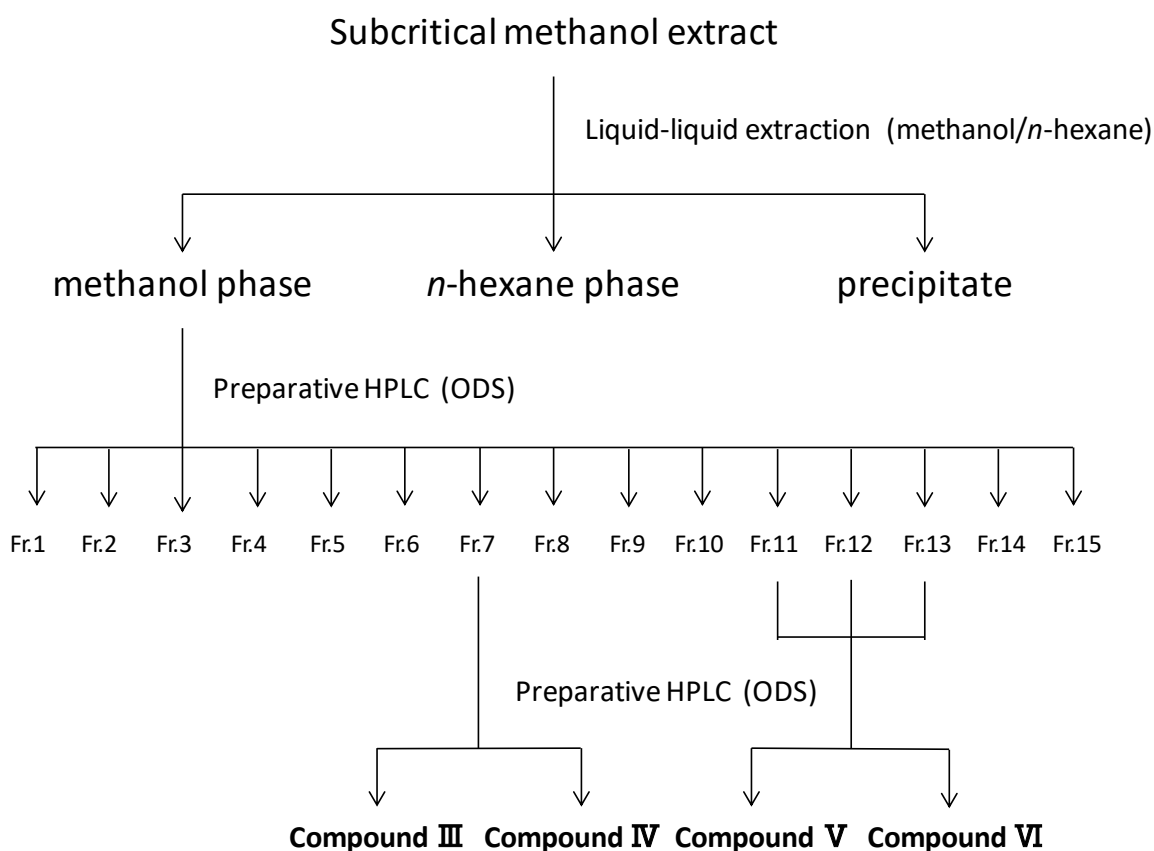 Subcritical methanol extract
Liquid-liquid extraction (methanol/n-hexane)
methanol phase
n-hexane phase
precipitate
Preparative HPLC (ODS)
Fr.1 Fr.2 Fr.3 Fr.4 Fr.5 Fr.6 Fr.7 Fr.8 Fr.9 Fr.10 Fr.11 Fr.12 Fr.13 Fr.14 Fr.15
Preparative HPLC (ODS)
Compound Ⅲ Compound Ⅳ Compound Ⅴ Compound Ⅵ